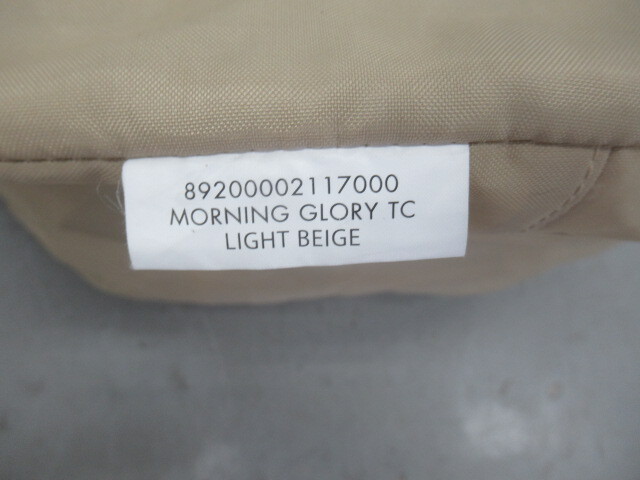 89200002117000
MORNING GLORY TC
LIGHT BEIGE